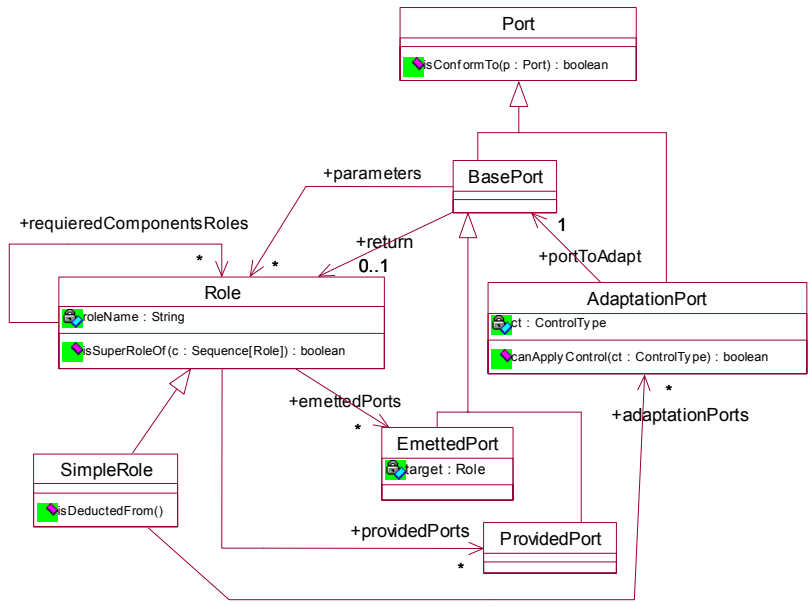 Port
isConformTo(p : Port) : boolean
BasePort
+parameters
+requieredComponentsRoles
+return
1
+portToAdapt
*
*
0..1
Role
roleName : String
isSuperRoleOf(c : Sequence[Role]) : boolean
AdaptationPort
ct : ControlType
canApplyControl(ct : ControlType) : boolean
*
+emettedPorts
+adaptationPorts
*
EmettedPort
target : Role
SimpleRole
isDeductedFrom()
+providedPorts
ProvidedPort
*